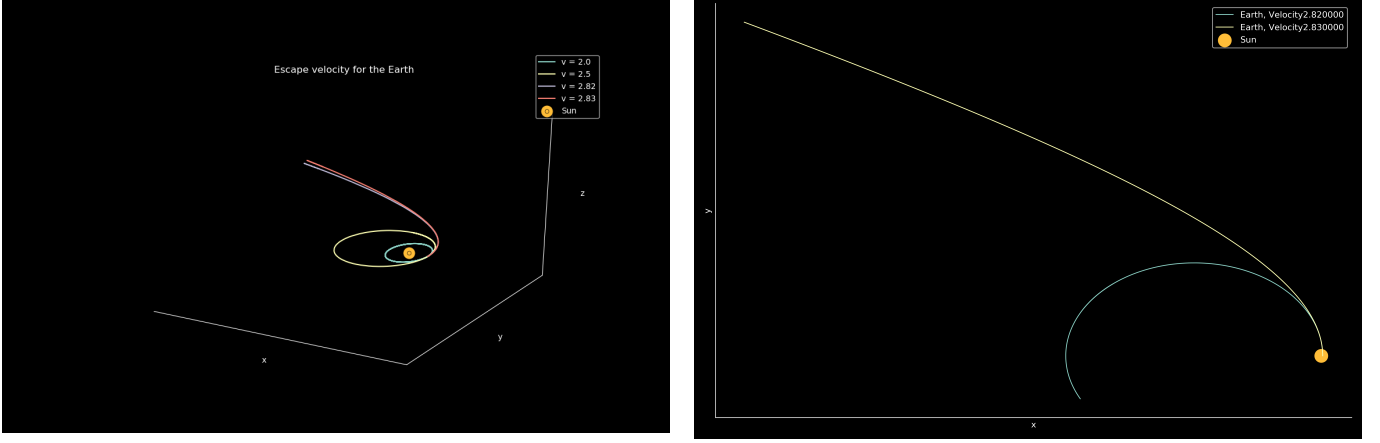 Escape velocity for the Earth
v = 2.0
v = 2.5
v = 2.82
v = 2.83
Sun
z
y
x
Earth, Velocity2.820000
Earth, Velocity2.830000
Sun
y
x